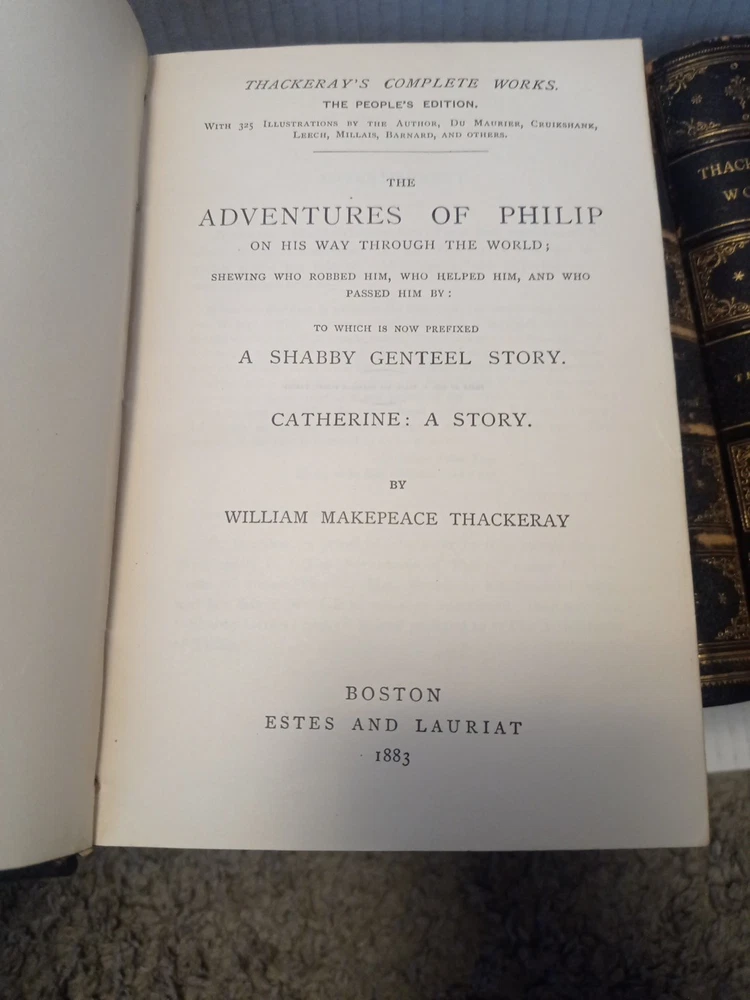 THACKERAY'S COMPLETE WORKS.
THE PEOPLE'S EDITION.
WITH 325 ILLUSTRATIONS BY THE AUTHOR, DU MAURIER, CRUIKSHANK,
LEECH, MILLAIS, BARNARD, AND OTHERS.
THE
ADVENTURES OF PHILIP
ON HIS WAY THROUGH THE WORLD;
SHEWING WHO ROBBED HIM, WHO HELPED HIM, AND WHO
PASSED HIM BY:
TO WHICH IS NOW PREFIXED
A SHABBY GENTEEL STORY.
CATHERINE: A STORY.
BY
WILLIAM MAKEPEACE THACKERAY
BOSTON
ESTES AND LAURIAT
1883